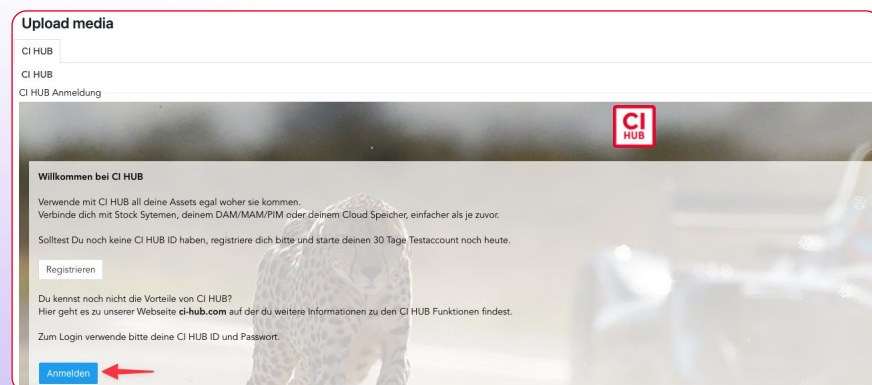 Upload media
CI HUB
CI HUB
CI HUB Anmeldung
CI
HUB
Willkommen bei CI HUB
Verwende mit CI HUB all deine Assets egal woher sie kommen.
Verbinde dich mit Stock Sytemen, deinem DAM/MAM/PIM oder deinem Cloud Speicher, einfacher als je zuvor.
Solltest Du noch keine CI HUB ID haben, registriere dich bitte und starte deinen 30 Tage Testaccount noch heute.
Registrieren
Du kennst noch nicht die Vorteile von CI HUB?
Hier geht es zu unserer Webseite ci-hub.com auf der du weitere Informationen zu den CI HUB Funktionen findest.
Zum Login verwende bitte deine CI HUB ID und Passwort.
Anmelden